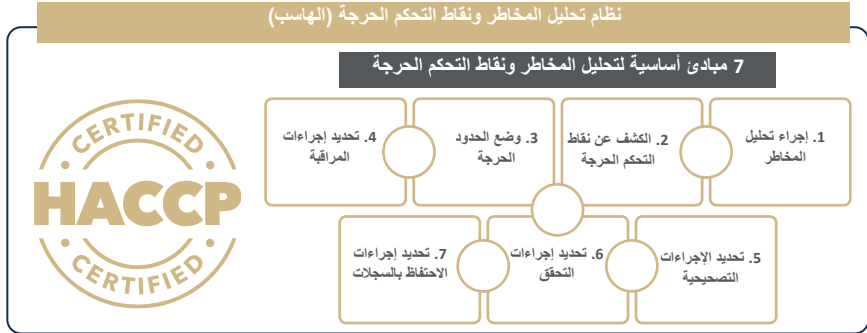 نظام تحليل المخاطر ونقاط التحكم الحرجة (الهاسب)
7 مبادئ أساسية لتحليل المخاطر ونقاط التحكم الحرجة
1. إجراء تحليل
المخاطر
2. الكشف عن نقاط
التحكم الحرجة
3. وضع الحدود
الحرجة
4. تحديد إجراءات
المراقبة
5. تحديد الإجراءات
التصحيحية
6. تحديد إجراءات
التحقق
7. تحديد إجراءات
الاحتفاظ بالسجلات
CERTIFIED
HACCP
CERTIFIED